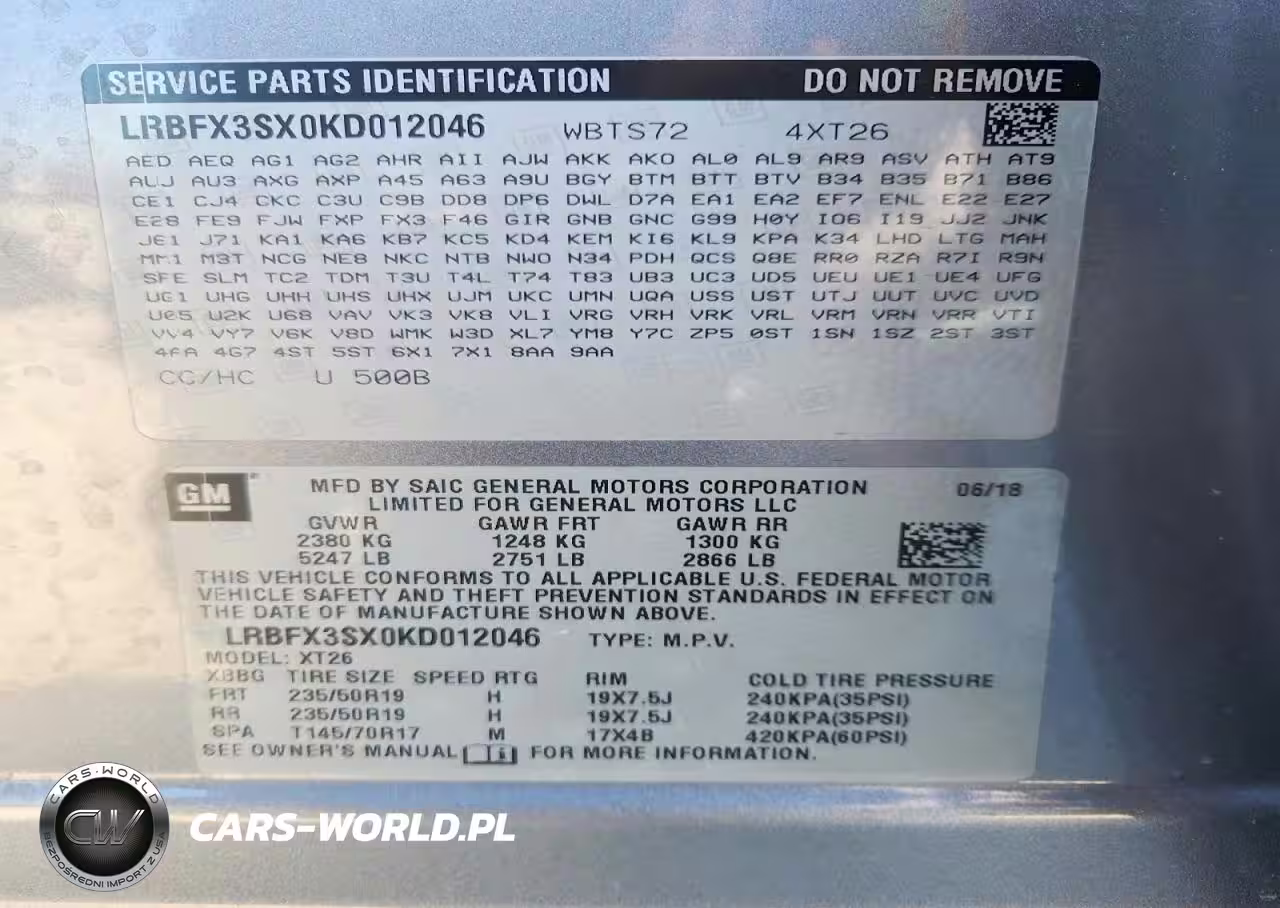 SERVICE PARTS IDENTIFICATION DO NOT REMOVE
LRBFX3SX0KD012046 WBTS72 4XT26
AED AEQ AG1 AG2 AHR AII AJW AKK AKO AL0 AL9 AR9 ASV ATH AT9
AUJ AU3 AXG AXP A45 A63 A9U BGY BTM BTT BTV B34 B35 B71 B86
CE1 CJ4 CKC C3U C9B DD8 DP6 DWL D7A EA1 EA2 EF7 ENL E22 E27
E28 FE9 FJW FXP FX3 F46 GIR GNB GNC G99 H0Y IO6 I19 JJ2 JNK
J61 J71 KA1 KA6 KB7 KC5 KD4 KEM KI6 KL9 KPA K34 LHD LTG MAH
MM1 M3T NCG NE8 NKC NTB NWO N34 PDH QCS Q8E RR0 RZA R7I R9N
SFE SLM TC2 TDM T3U T4L T74 T83 UB3 UC3 UD5 UEU UE1 UE4 UFG
UG1 UHG UHH UHS UHX UJM UKC UMN UQA USS UST UTJ UUT UVC UVD
U05 U2K U68 VAV VK3 VK8 VLI VRG VRH VRK VRL VRM VRN VRR VTI
VV4 VY7 V6K V8D WMK W3D XL7 YM8 Y7C ZP5 0ST 1SN 1SZ 2ST 3ST
4FA 4G7 4ST 5ST 6X1 7X1 8AA 9AA
CC/HC U 500B
GM
MFD BY SAIC GENERAL MOTORS CORPORATION 06/18
LIMITED FOR GENERAL MOTORS LLC
GVWR GAWR FRT GAWR RR
2380 KG 1248 KG 1300 KG
5247 LB 2751 LB 2866 LB
THIS VEHICLE CONFORMS TO ALL APPLICABLE U.S. FEDERAL MOTOR
VEHICLE SAFETY AND THEFT PREVENTION STANDARDS IN EFFECT ON
THE DATE OF MANUFACTURE SHOWN ABOVE.
LRBFX3SX0KD012046 TYPE: M.P.V.
MODEL: XT26
XBBG TIRE SIZE SPEED RTG RIM COLD TIRE PRESSURE
FRT 235/50R19 H 19X7.5J 240KPA(35PSI)
RR 235/50R19 H 19X7.5J 240KPA(35PSI)
SPA T145/70R17 M 17X4B 420KPA(60PSI)
SEE OWNER'S MANUAL FOR MORE INFORMATION.
CARS-WORLD
CW
BEZPOŚREDNI IMPORT Z USA
CARS-WORLD.PL